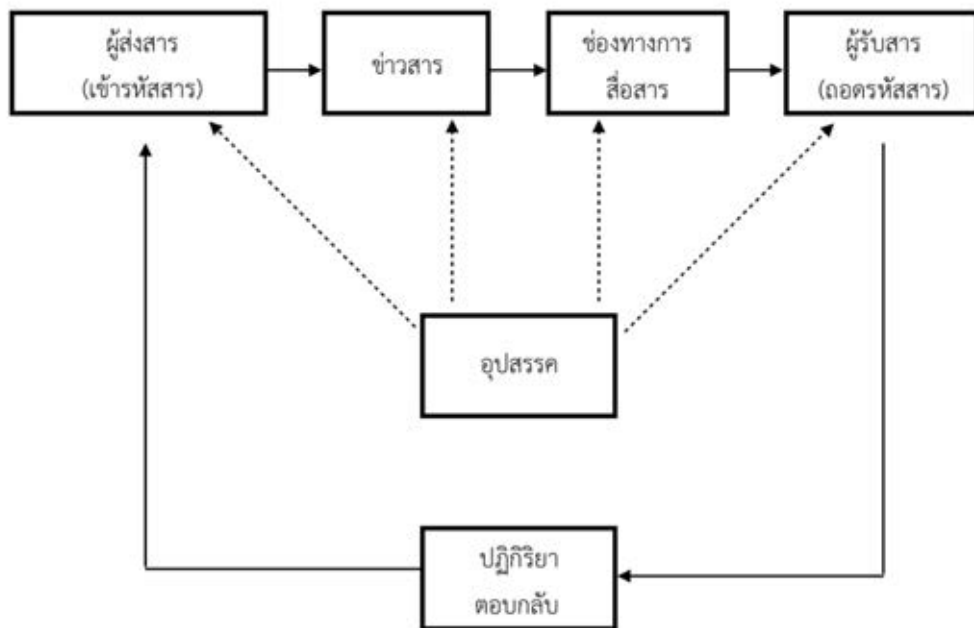 ผู้ส่งสาร
(เข้ารหัสสาร)
ข่าวสาร
ช่องทางการ
สื่อสาร
ผู้รับสาร
(ถอดรหัสสาร)
อุปสรรค
ปฏิกิริยา
ตอบกลับ